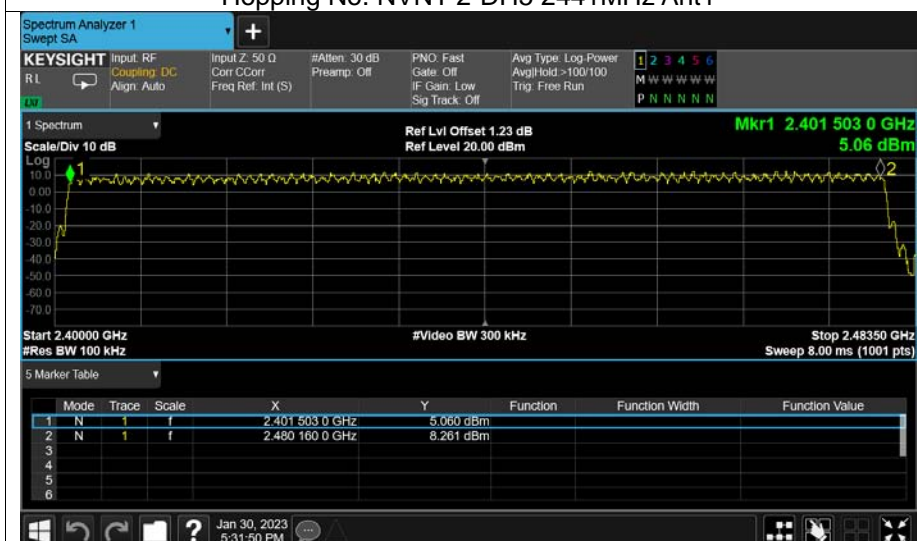 Hopping No. NVNT 2-DH5 2441MHz Ant1
Spectrum Analyzer 1
Swept SA
+
KEYSIGHT
R L
LXI
Input: RF
Coupling: DC
Align: Auto
Input Z: 50 Ω
Corr CCorr
Freq Ref: Int (S)
#Atten: 30 dB
Preamp: Off
PNO: Fast
Gate: Off
IF Gain: Low
Sig Track: Off
Avg Type: Log-Power
Avg|Hold:>100/100
Trig: Free Run
1 2 3 4 5 6
M W W W W W
P N N N N N
1 Spectrum
Scale/Div 10 dB
Ref Lvl Offset 1.23 dB
Ref Level 20.00 dBm
Mkr1 2.401 503 0 GHz
5.06 dBm
Log
10.0
0.00
-10.0
-20.0
-30.0
-40.0
-50.0
-60.0
-70.0
1
2
Start 2.40000 GHz
#Res BW 100 kHz
#Video BW 300 kHz
Stop 2.48350 GHz
Sweep 8.00 ms (1001 pts)
5 Marker Table
Mode Trace Scale X Y Function Function Width Function Value
1 N 1 f 2.401 503 0 GHz 5.060 dBm
2 N 1 f 2.480 160 0 GHz 8.261 dBm
3
4
5
6
?
Jan 30, 2023
5:31:50 PM